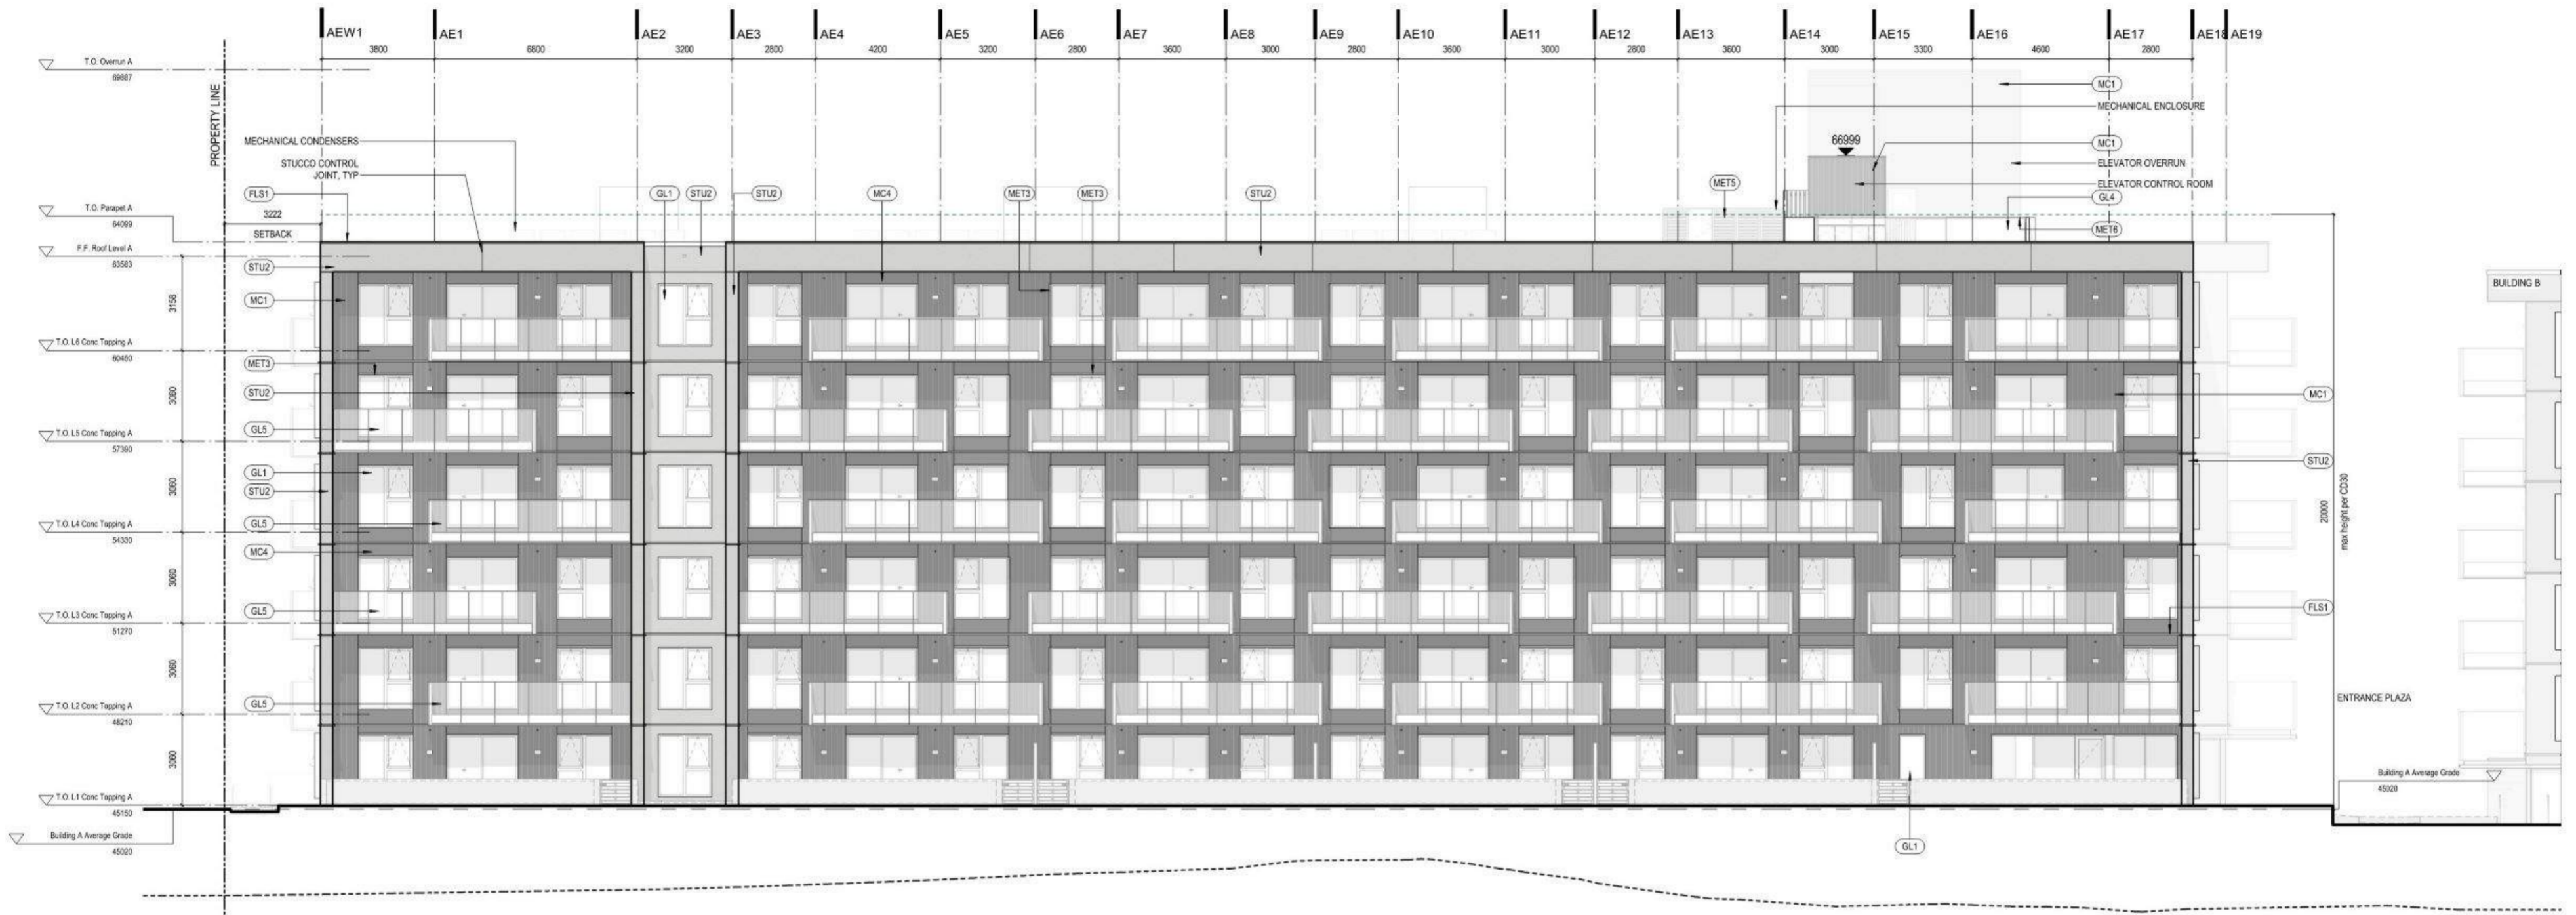 AEW1 AE1 AE2 AE3 AE4 AE5 AE6 AE7 AE8 AE9 AE10 AE11 AE12 AE13 AE14 AE15 AE16 AE17 AE18 AE19
3800 6800 3200 2800 4200 3200 2800 3600 3000 2800 3600 3000 2800 3600 3000 3300 4600 2800
T.O. Overrun A
69887
PROPERTY LINE
MC1
MECHANICAL ENCLOSURE
MECHANICAL CONDENSERS
66999
MC1
STUCCO CONTROL
JOINT, TYP
ELEVATOR OVERRUN
ELEVATOR CONTROL ROOM
FLS1
GL1
STU2
STU2
MC4
MET3
MET3
STU2
MET5
GL4
T.O. Parapet A
64099
3222
SETBACK
MET6
F.F. Roof Level A
63583
STU2
BUILDING B
MC1
3158
T.O. L6 Conc Topping A
60460
MET3
MET3
STU2
MC1
3060
GL5
T.O. L5 Conc Topping A
57390
STU2
GL1
3060
STU2
20000
max height per CD30
GL5
T.O. L4 Conc Topping A
54330
MC4
3060
GL5
FLS1
T.O. L3 Conc Topping A
51270
3060
GL5
ENTRANCE PLAZA
T.O. L2 Conc Topping A
48210
3060
Building A Average Grade
45020
T.O. L1 Conc Topping A
45150
Building A Average Grade
45020
GL1